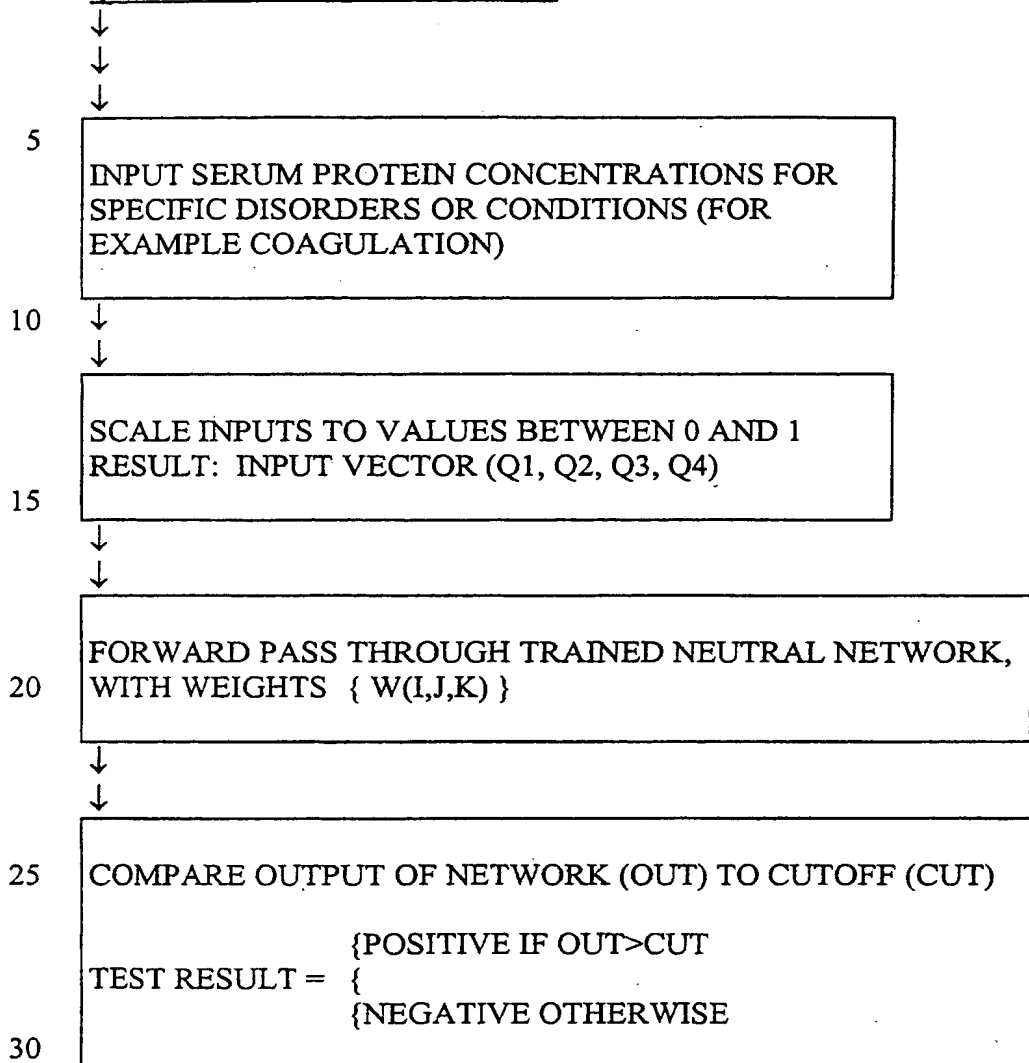 ↓
↓
↓
5
INPUT SERUM PROTEIN CONCENTRATIONS FOR
SPECIFIC DISORDERS OR CONDITIONS (FOR
EXAMPLE COAGULATION)
10 ↓
↓
SCALE INPUTS TO VALUES BETWEEN 0 AND 1
RESULT: INPUT VECTOR (Q1, Q2, Q3, Q4)
15
↓
↓
FORWARD PASS THROUGH TRAINED NEUTRAL NETWORK,
20 WITH WEIGHTS { W(I,J,K) }
↓
↓
25 COMPARE OUTPUT OF NETWORK (OUT) TO CUTOFF (CUT)
{POSITIVE IF OUT>CUT
TEST RESULT = {
{NEGATIVE OTHERWISE
30